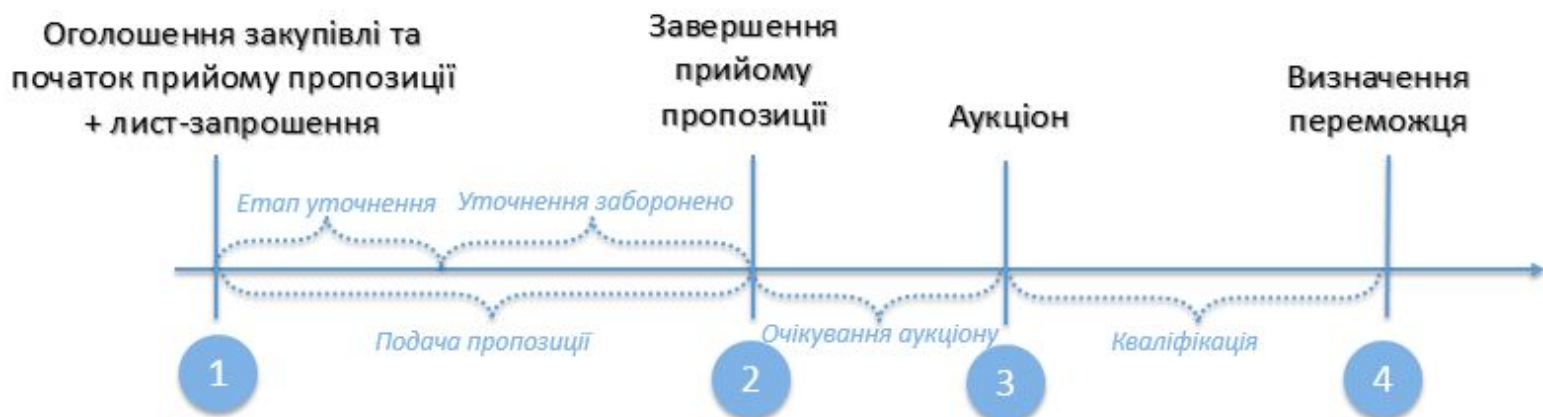 Оголошення закупівлі та
початок прийому пропозиції
+ лист-запрошення
Завершення
прийому
пропозиції
Аукціон
Визначення
переможця
Етап уточнення
Уточнення заборонено
Подача пропозиції
Очікування аукціону
Кваліфікація
1
2
3
4